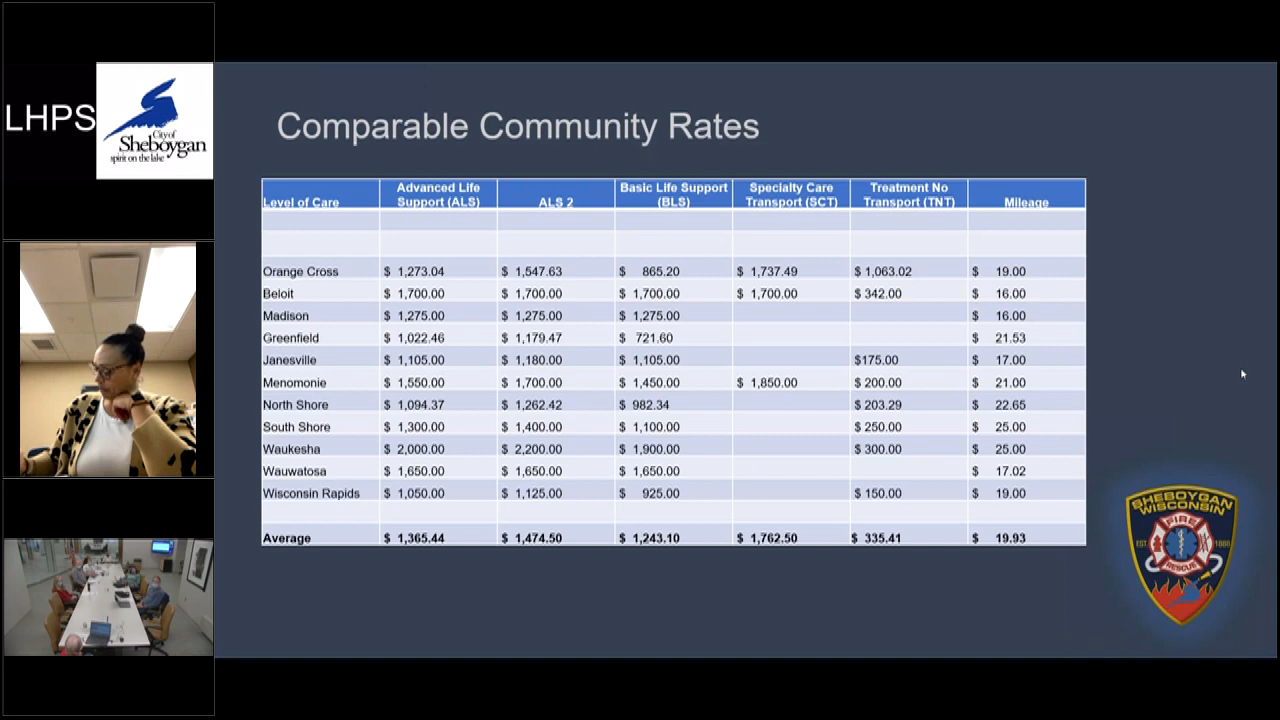 LHPS
City of
Sheboygan
spirit on the lake
Comparable Community Rates
Level of Care Advanced Life Support (ALS) ALS 2 Basic Life Support (BLS) Specialty Care Transport (SCT) Treatment No Transport (TNT) Mileage
Orange Cross $ 1,273.04 $ 1,547.63 $ 865.20 $ 1,737.49 $ 1,063.02 $ 19.00
Beloit $ 1,700.00 $ 1,700.00 $ 1,700.00 $ 1,700.00 $ 342.00 $ 16.00
Madison $ 1,275.00 $ 1,275.00 $ 1,275.00 $ 16.00
Greenfield $ 1,022.46 $ 1,179.47 $ 721.60 $ 21.53
Janesville $ 1,105.00 $ 1,180.00 $ 1,105.00 $175.00 $ 17.00
Menomonie $ 1,550.00 $ 1,700.00 $ 1,450.00 $ 1,850.00 $ 200.00 $ 21.00
North Shore $ 1,094.37 $ 1,262.42 $ 982.34 $ 203.29 $ 22.65
South Shore $ 1,300.00 $ 1,400.00 $ 1,100.00 $ 250.00 $ 25.00
Waukesha $ 2,000.00 $ 2,200.00 $ 1,900.00 $ 300.00 $ 25.00
Wauwatosa $ 1,650.00 $ 1,650.00 $ 1,650.00 $ 17.02
Wisconsin Rapids $ 1,050.00 $ 1,125.00 $ 925.00 $ 150.00 $ 19.00
Average $ 1,365.44 $ 1,474.50 $ 1,243.10 $ 1,762.50 $ 335.41 $ 19.93
SHEBOYGAN
WISCONSIN
FIRE
EST. 1888
RESCUE